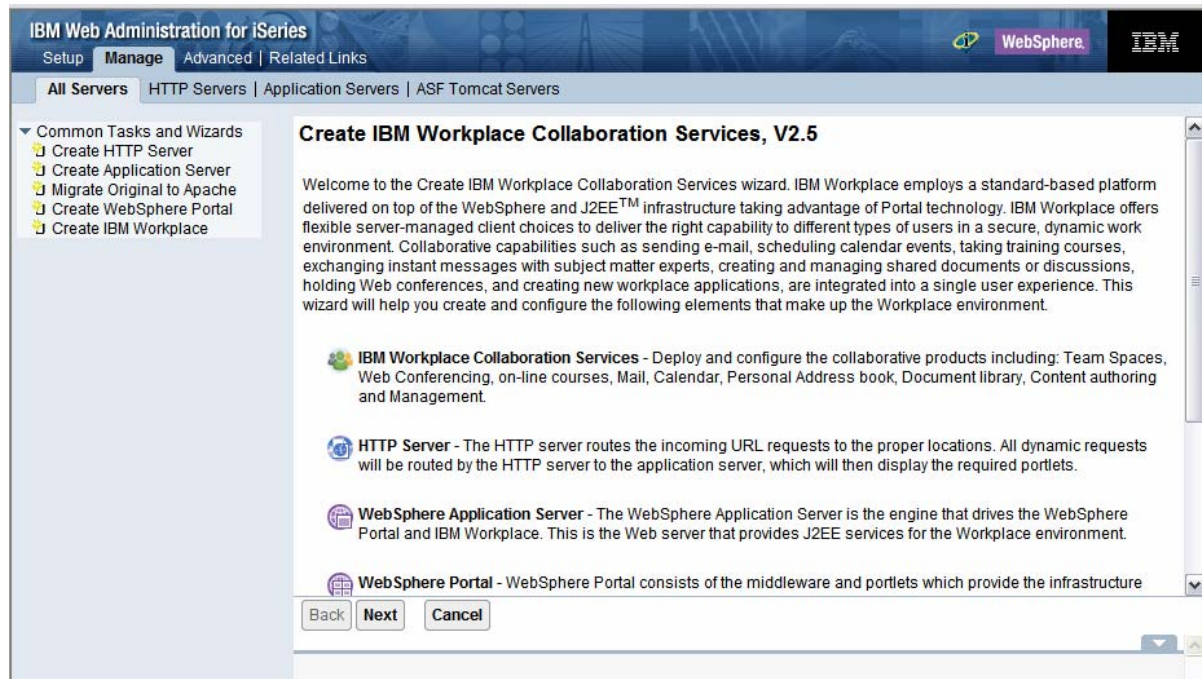 IBM Web Administration for iSeries
Setup Manage Advanced | Related Links
WebSphere.
IBM
All Servers HTTP Servers | Application Servers | ASF Tomcat Servers
Common Tasks and Wizards
Create HTTP Server
Create Application Server
Migrate Original to Apache
Create WebSphere Portal
Create IBM Workplace
Create IBM Workplace Collaboration Services, V2.5
Welcome to the Create IBM Workplace Collaboration Services wizard. IBM Workplace employs a standard-based platform
delivered on top of the WebSphere and J2EE™ infrastructure taking advantage of Portal technology. IBM Workplace offers
flexible server-managed client choices to deliver the right capability to different types of users in a secure, dynamic work
environment. Collaborative capabilities such as sending e-mail, scheduling calendar events, taking training courses,
exchanging instant messages with subject matter experts, creating and managing shared documents or discussions,
holding Web conferences, and creating new workplace applications, are integrated into a single user experience. This
wizard will help you create and configure the following elements that make up the Workplace environment.
IBM Workplace Collaboration Services - Deploy and configure the collaborative products including: Team Spaces,
Web Conferencing, on-line courses, Mail, Calendar, Personal Address book, Document library, Content authoring
and Management.
HTTP Server - The HTTP server routes the incoming URL requests to the proper locations. All dynamic requests
will be routed by the HTTP server to the application server, which will then display the required portlets.
WebSphere Application Server - The WebSphere Application Server is the engine that drives the WebSphere
Portal and IBM Workplace. This is the Web server that provides J2EE services for the Workplace environment.
WebSphere Portal - WebSphere Portal consists of the middleware and portlets which provide the infrastructure
Back Next Cancel